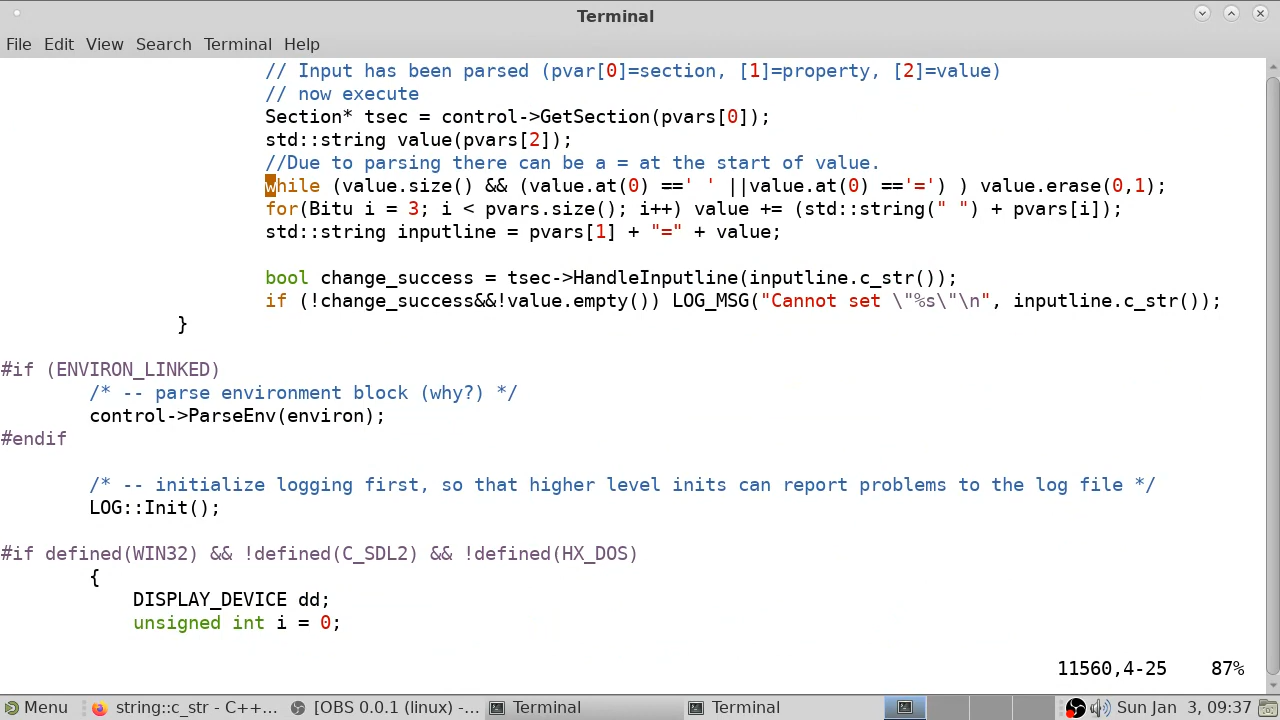 Terminal
File Edit View Search Terminal Help
// Input has been parsed (pvar[0]=section, [1]=property, [2]=value)
// now execute
Section* tsec = control->GetSection(pvars[0]);
std::string value(pvars[2]);
//Due to parsing there can be a = at the start of value.
while (value.size() && (value.at(0) ==' ' ||value.at(0) =='=') ) value.erase(0,1);
for(Bitu i = 3; i < pvars.size(); i++) value += (std::string(" ") + pvars[i]);
std::string inputline = pvars[1] + "=" + value;
bool change_success = tsec->HandleInputline(inputline.c_str());
if (!change_success&&!value.empty()) LOG_MSG("Cannot set \"%s\"\n", inputline.c_str());
}
#if (ENVIRON_LINKED)
/* -- parse environment block (why?) */
control->ParseEnv(environ);
#endif
/* -- initialize logging first, so that higher level inits can report problems to the log file */
LOG::Init();
#if defined(WIN32) && !defined(C_SDL2) && !defined(HX_DOS)
{
DISPLAY_DEVICE dd;
unsigned int i = 0;
11560,4-25 87%
Menu string::c_str - C++... [OBS 0.0.1 (linux) -... Terminal Terminal Sun Jan 3, 09:37